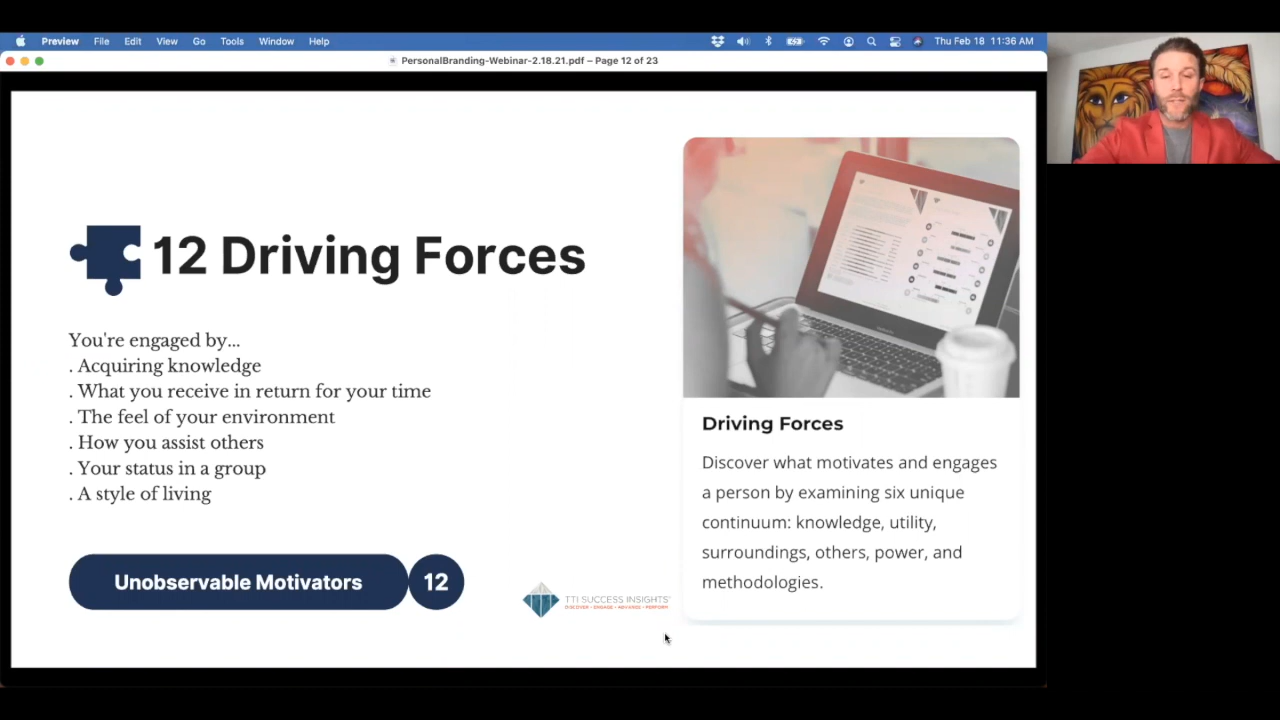 Preview File Edit View Go Tools Window Help Thu Feb 18 11:36 AM
PersonalBranding-Webinar-2.18.21.pdf – Page 12 of 23
12 Driving Forces
You're engaged by...
. Acquiring knowledge
. What you receive in return for your time
. The feel of your environment
. How you assist others
. Your status in a group
. A style of living
Unobservable Motivators 12
TTI SUCCESS INSIGHTS
DISCOVER • ENGAGE • ADVANCE • PERFORM
Driving Forces
Discover what motivates and engages
a person by examining six unique
continuum: knowledge, utility,
surroundings, others, power, and
methodologies.